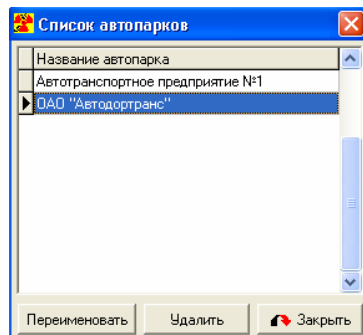 Список автопарков
Название автопарка
Автотранспортное предприятие №1
ОАО "Автодортранс"
Переименовать Удалить Закрыть